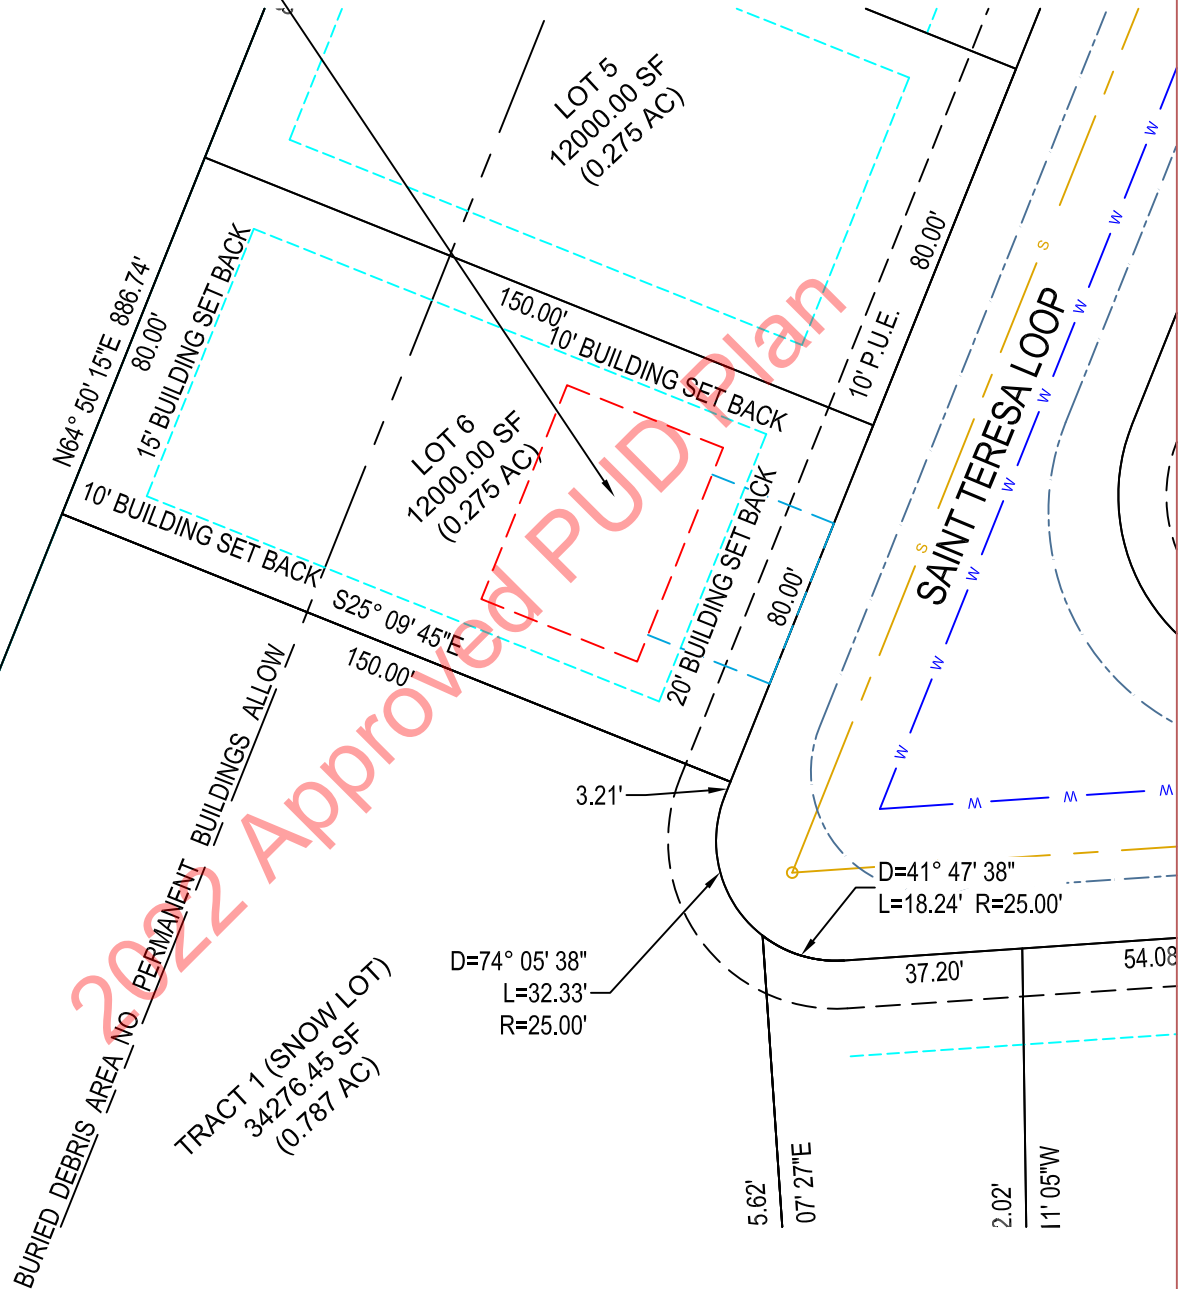 LOT 5
12000.00 SF
(0.275 AC)
80.00'
10' P.U.E.
N64° 50' 15"E 886.74'
80.00'
15' BUILDING SET BACK
150.00'
10' BUILDING SET BACK
LOT 6
12000.00 SF
(0.275 AC)
10' BUILDING SET BACK
S25° 09' 45"E
150.00'
20' BUILDING SET BACK
80.00'
SAINT TERESA LOOP
S
S
W
W
W
W
W
W
W
W
W
W
W
3.21'
D=41° 47' 38"
L=18.24' R=25.00'
D=74° 05' 38"
L=32.33'
R=25.00'
37.20'
54.08
BURIED DEBRIS AREA NO PERMANENT BUILDINGS ALLOW
TRACT 1 (SNOW LOT)
34276.45 SF
(0.787 AC)
5.62'
07' 27"E
2.02'
11' 05"W
2022 Approved PUD Plan